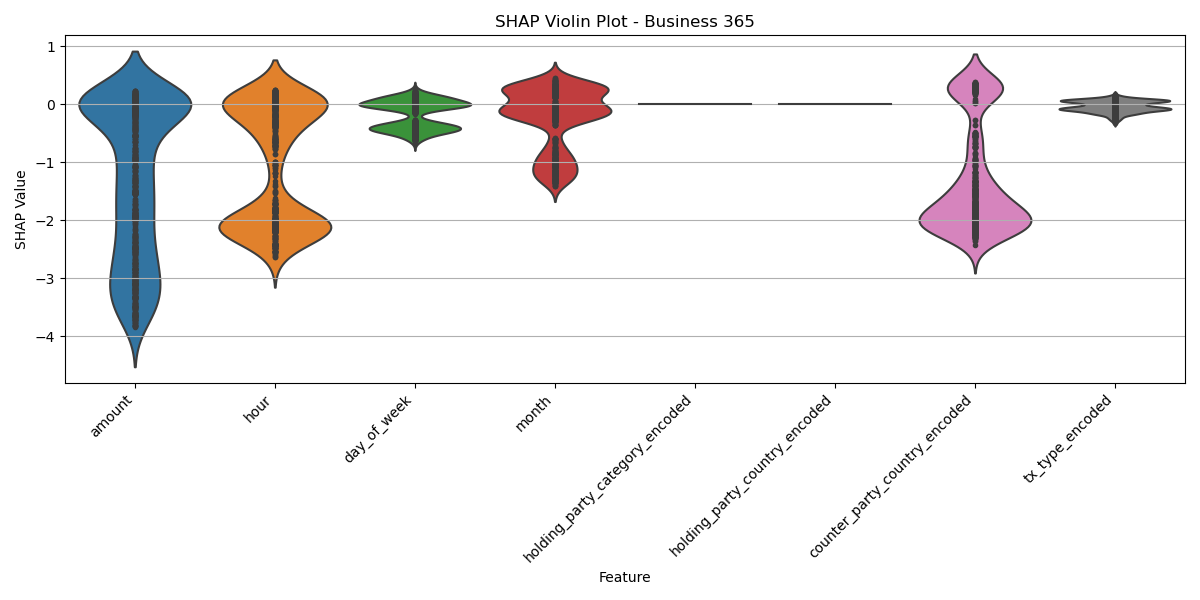 SHAP Violin Plot - Business 365
1
0
−1
−2
−3
−4
SHAP Value
amount
hour
day_of_week
month
holding_party_category_encoded
holding_party_country_encoded
counter_party_country_encoded
tx_type_encoded
Feature